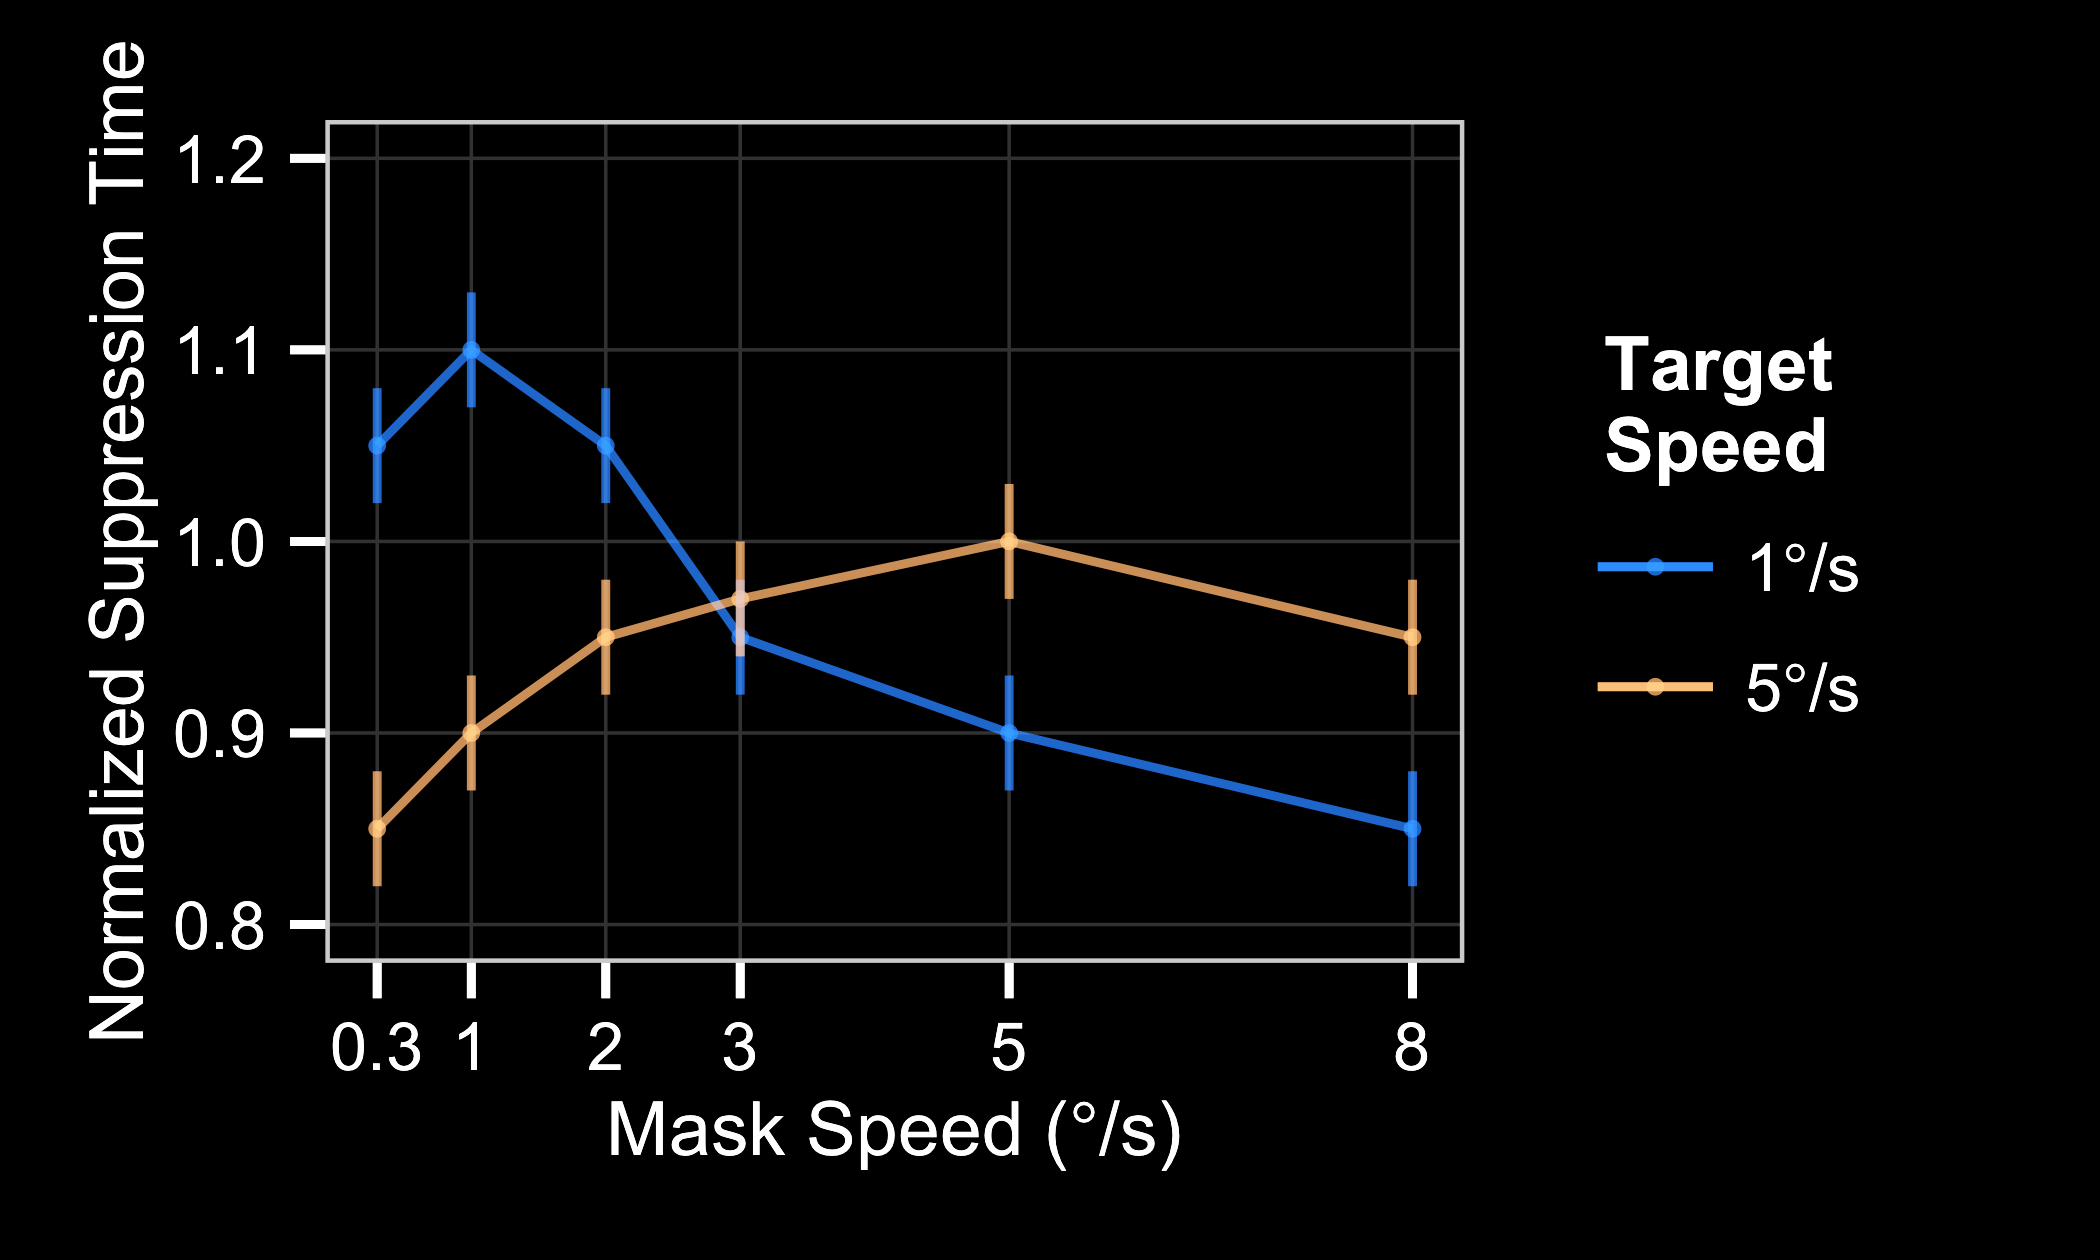 Normalized Suppression Time
1.2
1.1
1.0
0.9
0.8
0.3 1 2 3 5 8
Mask Speed (°/s)
Target
Speed
1°/s
5°/s